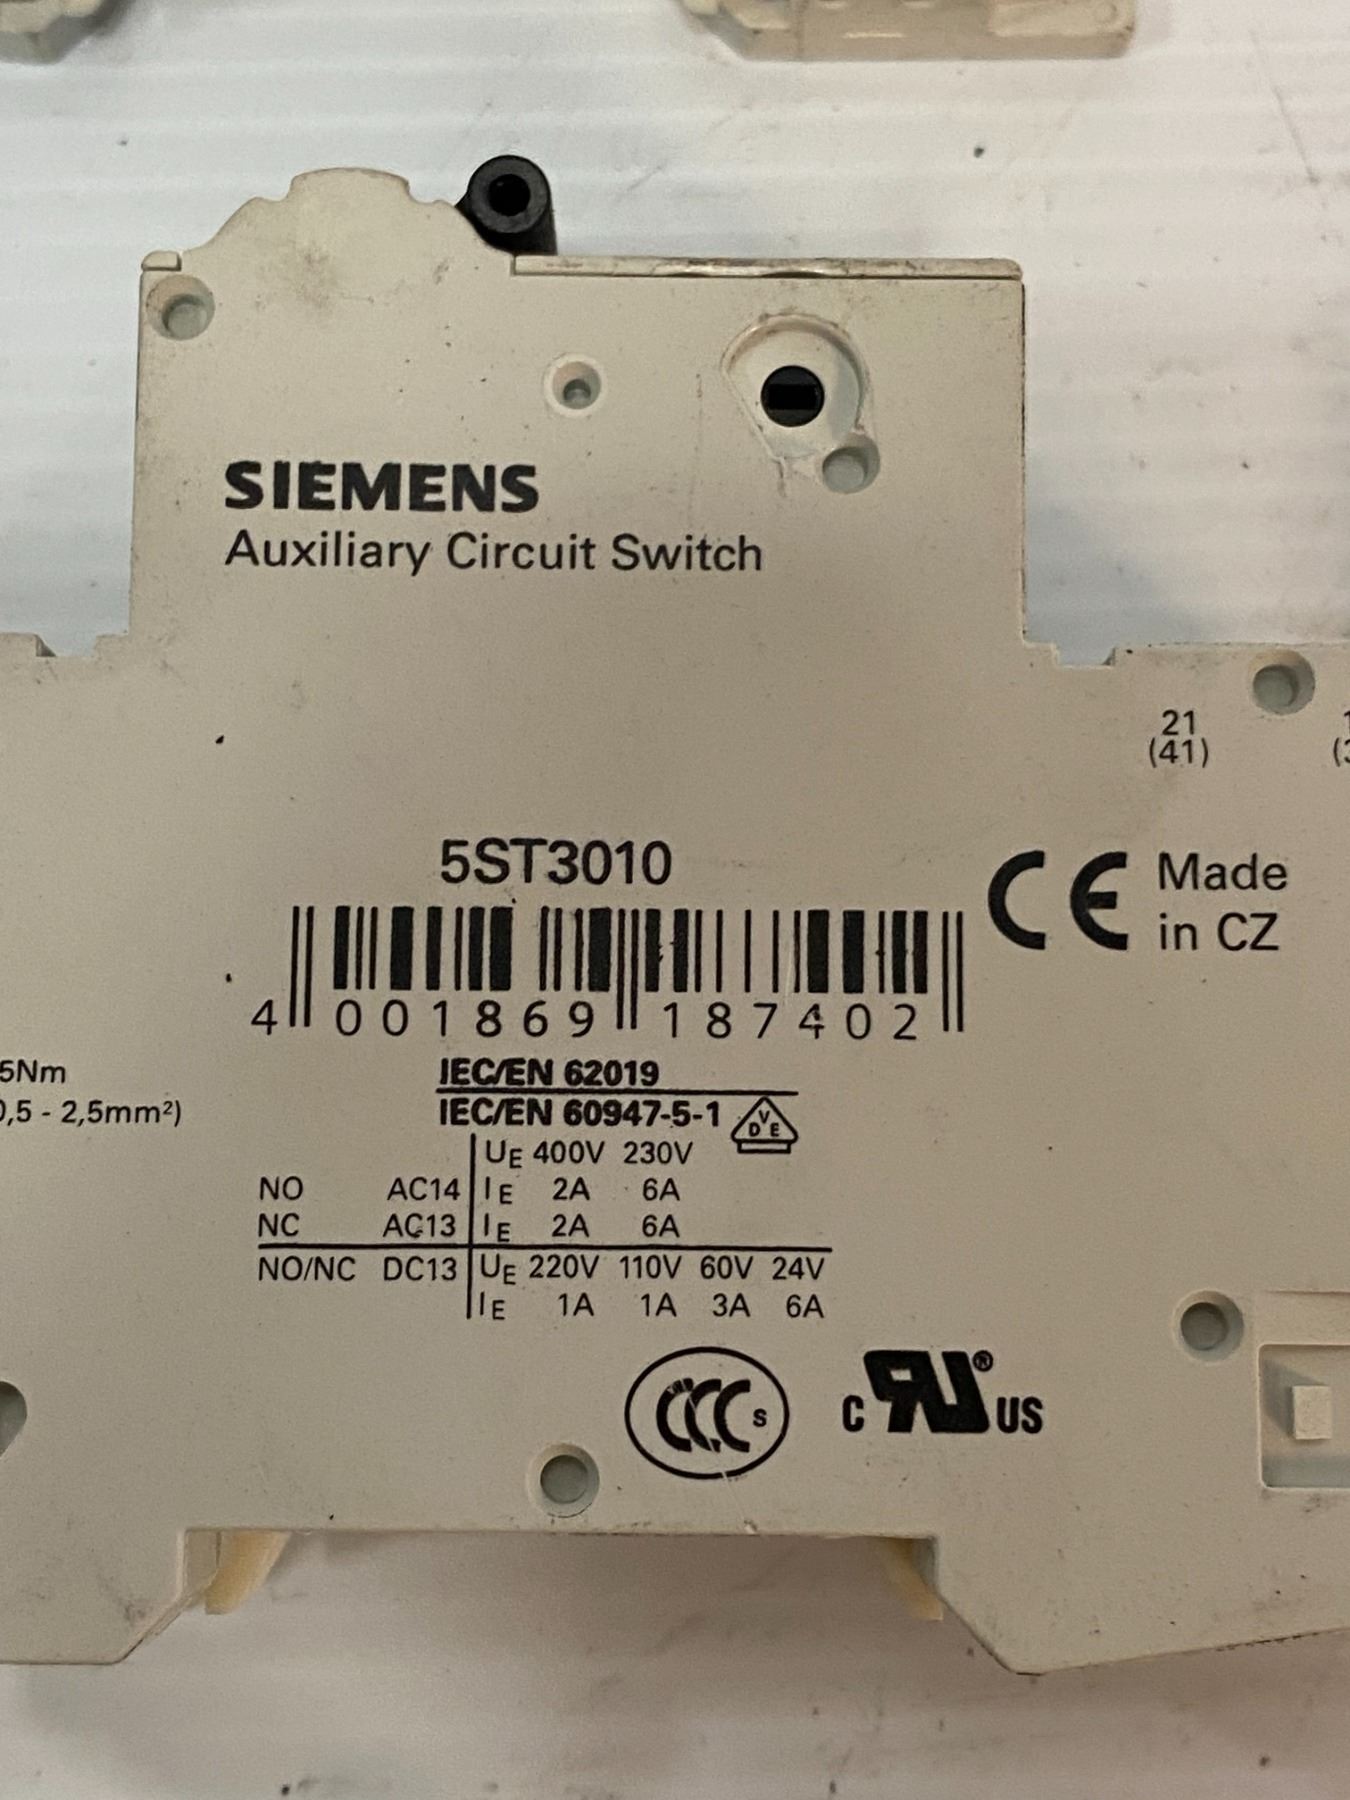 SIEMENS
Auxiliary Circuit Switch
21
(41)
5ST3010
CE Made
in CZ
4 001869 187402
5Nm
0,5 - 2,5mm²)
IEC/EN 62019
IEC/EN 60947-5-1
VDE
UE 400V 230V
NO AC14 IE 2A 6A
NC AC13 IE 2A 6A
NO/NC DC13 UE 220V 110V 60V 24V
IE 1A 1A 3A 6A
CCC S
C RU ® US